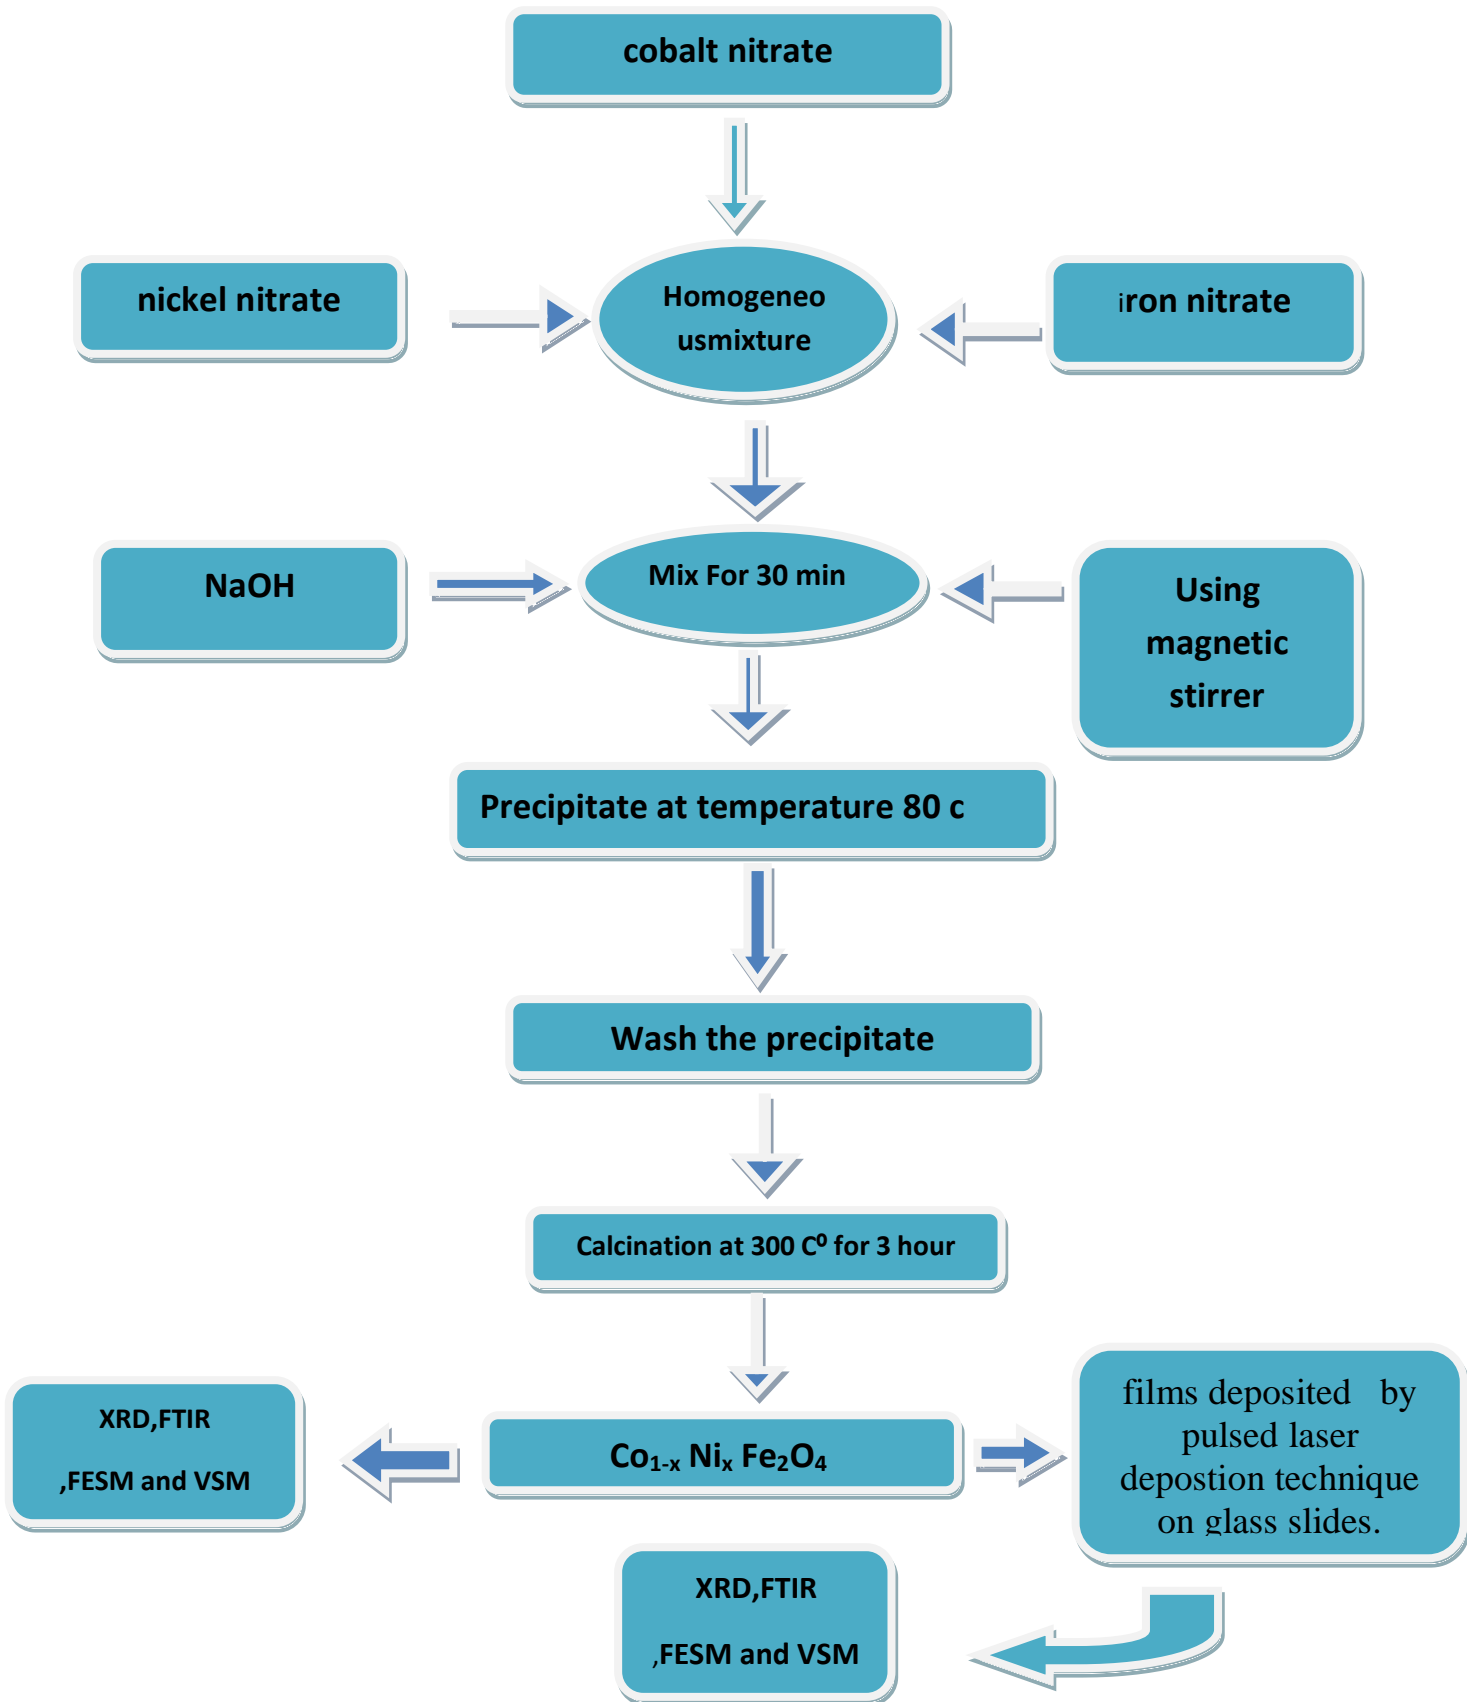 cobalt nitrate
nickel nitrate
Homogeneo
usmixture
iron nitrate
NaOH
Mix For 30 min
Using
magnetic
stirrer
Precipitate at temperature 80 c
Wash the precipitate
Calcination at 300 C⁰ for 3 hour
XRD,FTIR
,FESM and VSM
Co₁₋ₓ Niₓ Fe₂O₄
films deposited by
pulsed laser
depostion technique
on glass slides.
XRD,FTIR
,FESM and VSM